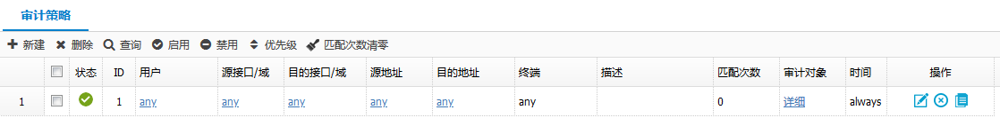 审计策略
新建 删除 查询 启用 禁用 优先级 匹配次数清零
状态 ID 用户 源接口/域 目的接口/域 源地址 目的地址 终端 描述 匹配次数 审计对象 时间 操作
1 1 any any any any any any 0 详细 always